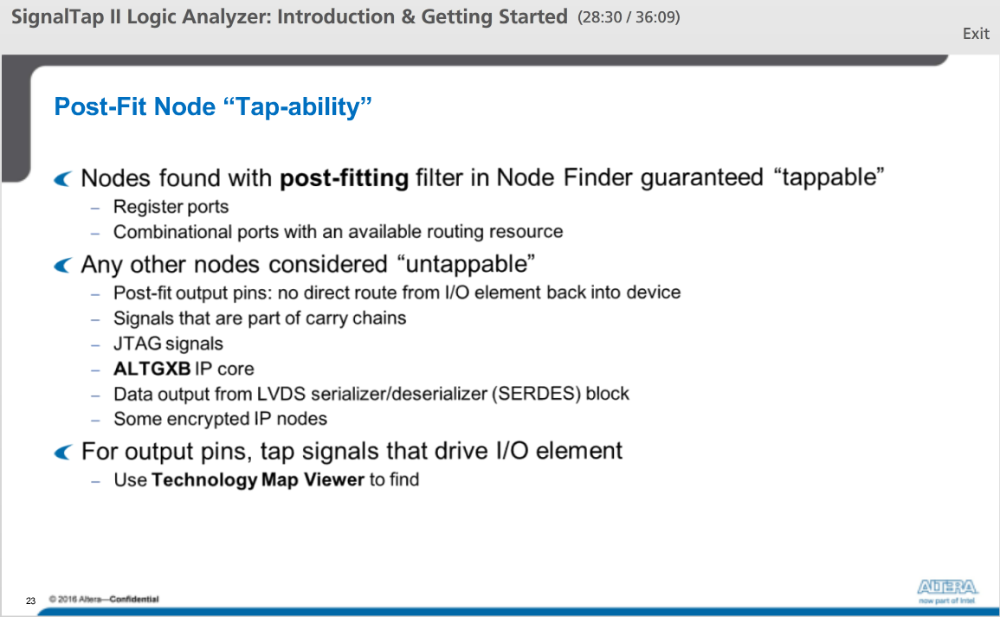 SignalTap II Logic Analyzer: Introduction & Getting Started (28:30 / 36:09)
Exit
Post-Fit Node “Tap-ability”
Nodes found with post-fitting filter in Node Finder guaranteed “tappable”
– Register ports
– Combinational ports with an available routing resource
Any other nodes considered “untappable”
– Post-fit output pins: no direct route from I/O element back into device
– Signals that are part of carry chains
– JTAG signals
– ALTGXB IP core
– Data output from LVDS serializer/deserializer (SERDES) block
– Some encrypted IP nodes
For output pins, tap signals that drive I/O element
– Use Technology Map Viewer to find
23 © 2016 Altera—Confidential
ALTERA
now part of Intel